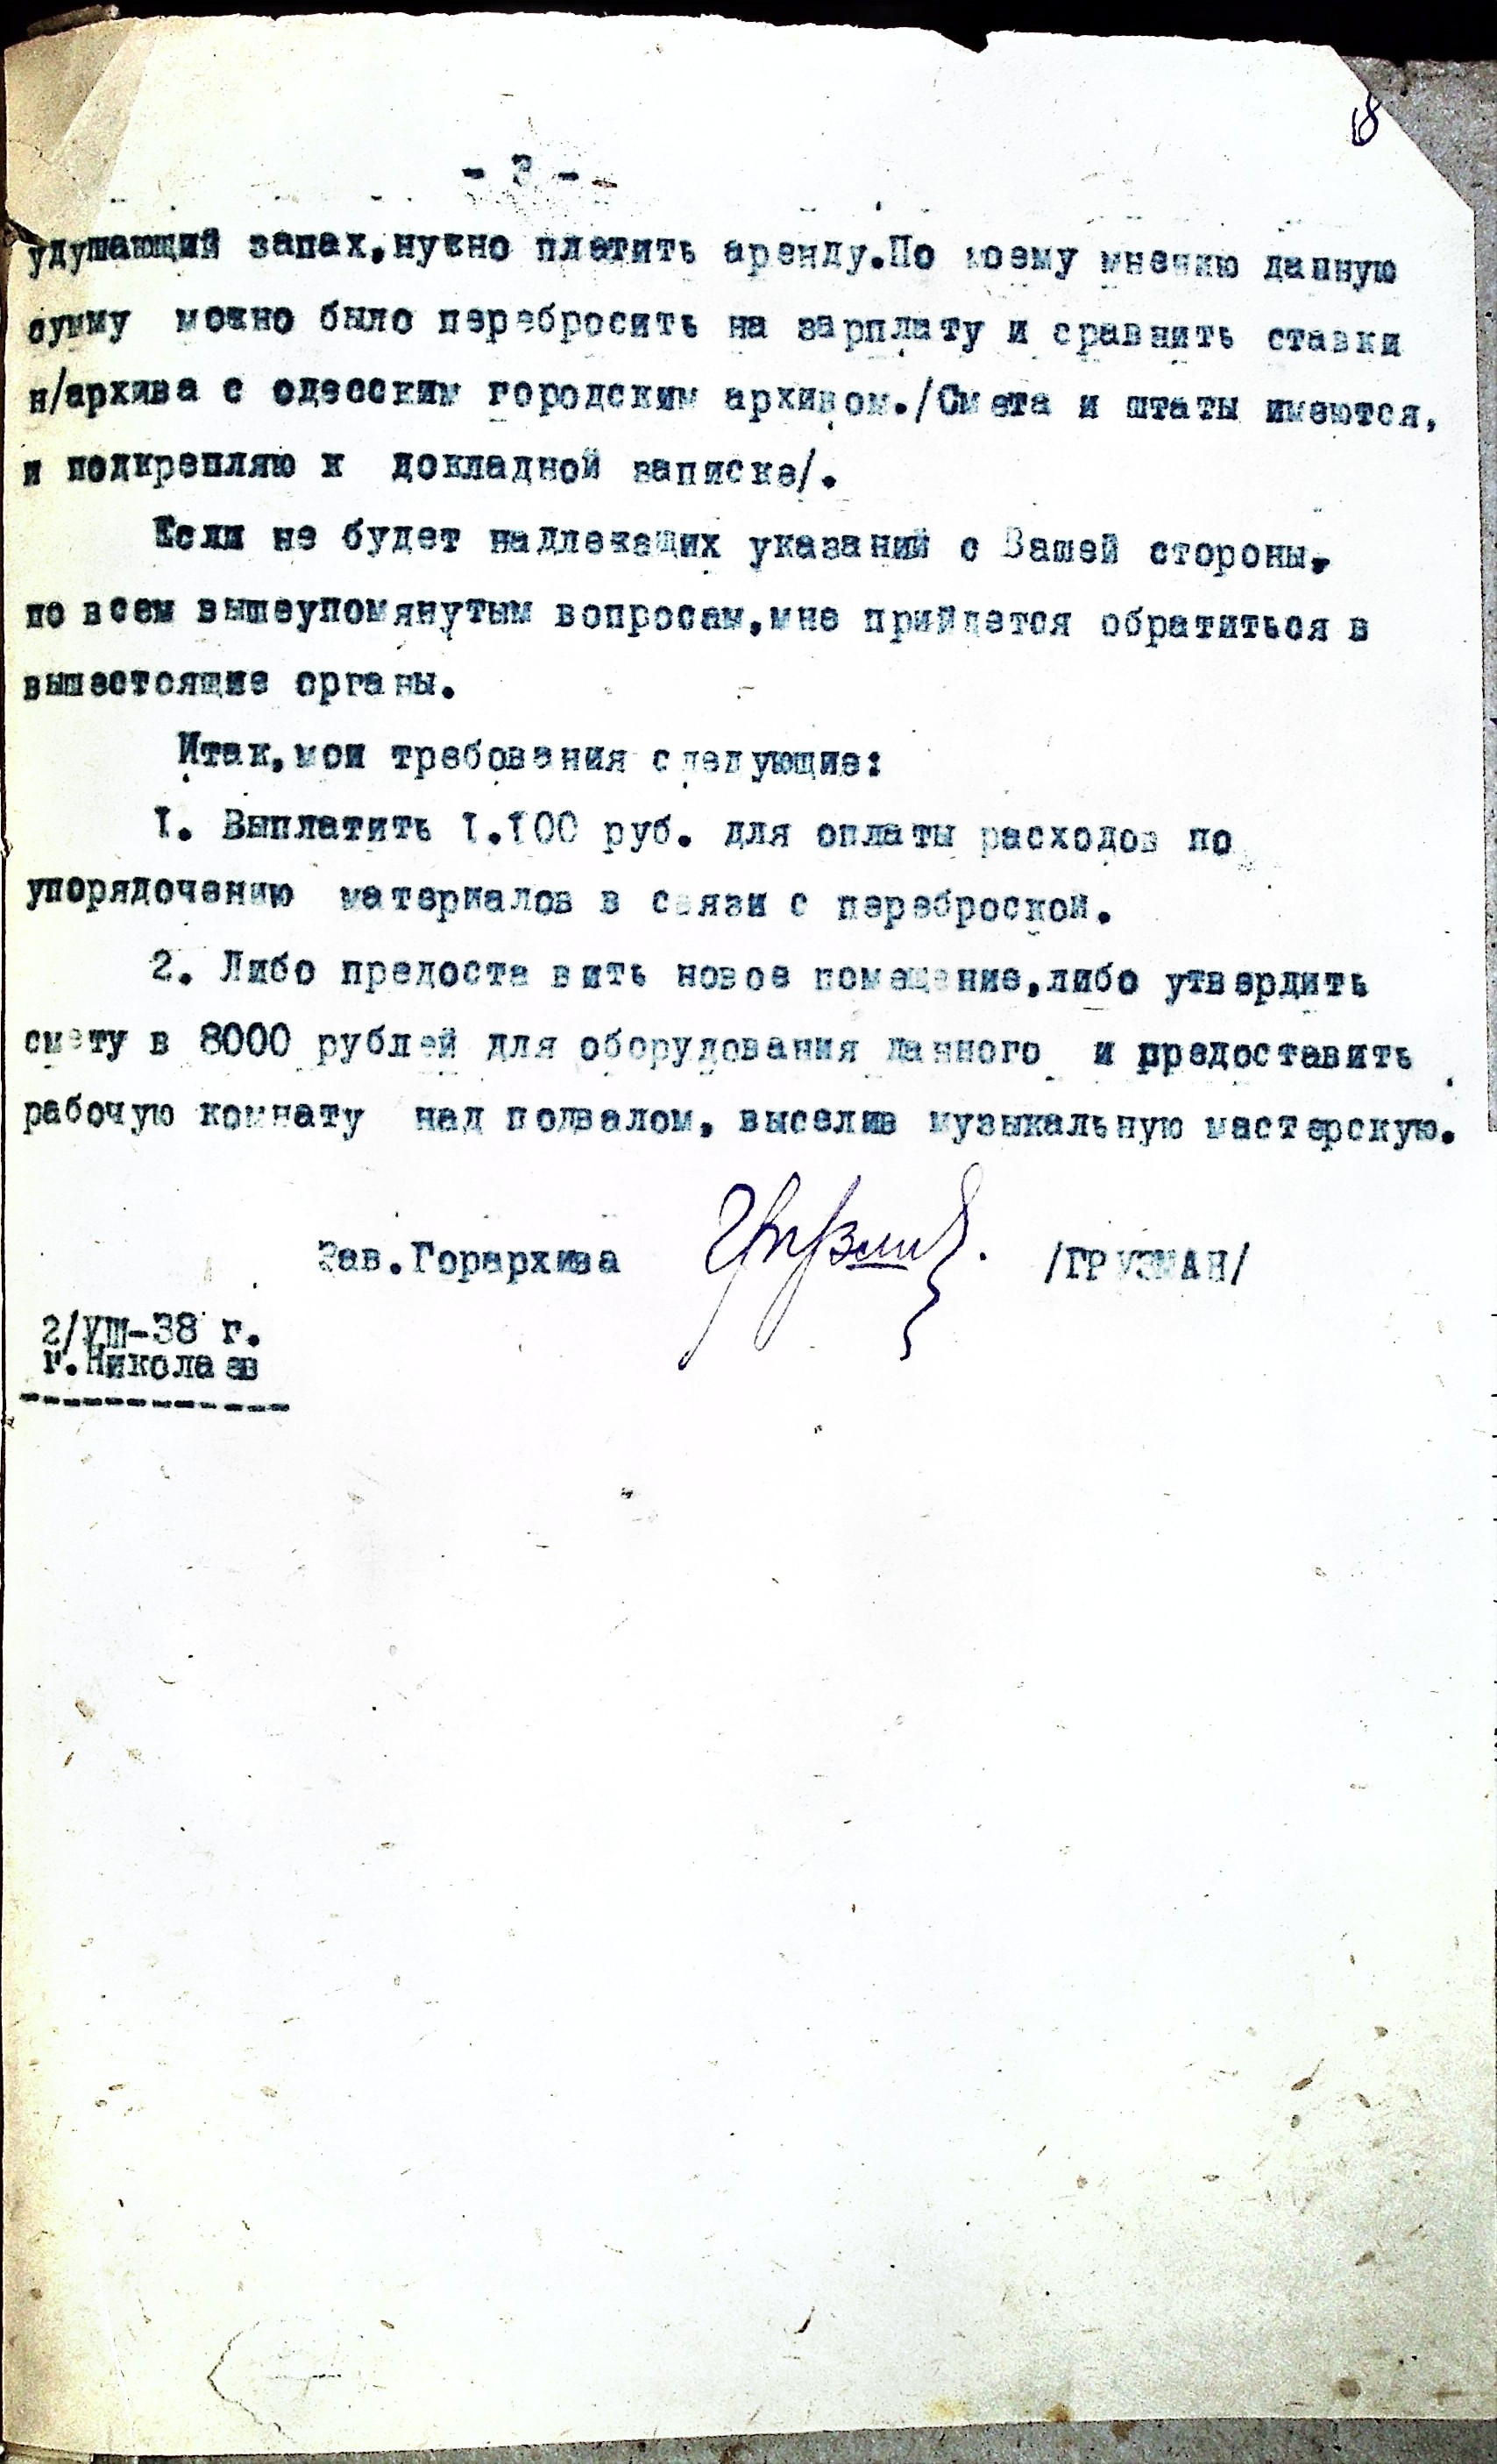 8
- 3 -
удушающий запах,нужно платить аренду.По моему мнению данную
сумму можно было перебросить на зарплату и сравнить ставки
н/архива с одесским городским архивом./Смета и штаты имеются,
и подкрепляю к докладной записке/.
Если не будет надлежащих указаний с Вашей стороны,
по всем вышеупомянутым вопросам,мне прийдется обратиться в
вышестоящие органы.
Итак,мои требования следующие:
1. Выплатить 1.100 руб. для оплаты расходов по
упорядочению материалов в связи с переброской.
2. Либо предоставить новое помещение,либо утвердить
смету в 8000 рублей для оборудования данного и предоставить
рабочую комнату над подвалом, выселив музыкальную мастерскую.
Зав.Горархива Грузман. /ГРУЗМАН/
2/УШ-38 г.
г.Николаев